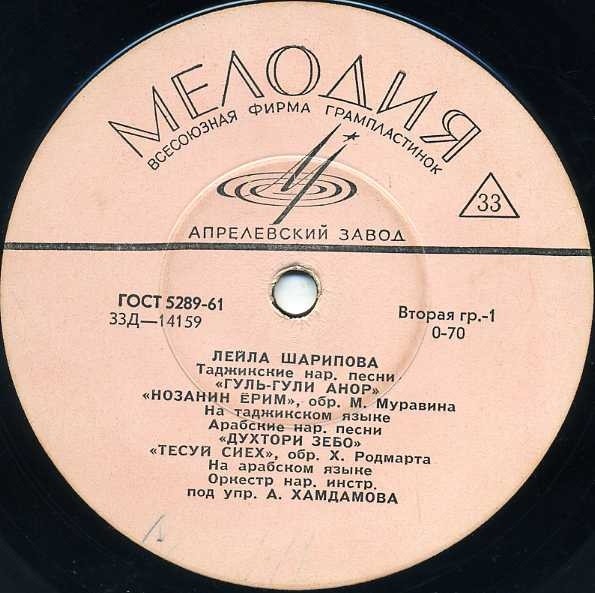 МЕЛОДИЯ
ВСЕСОЮЗНАЯ ФИРМА ГРАМПЛАСТИНОК
33
АПРЕЛЕВСКИЙ ЗАВОД
ГОСТ 5289-61
33Д—14159
Вторая гр.-1
0-70
ЛЕЙЛА ШАРИПОВА
Таджикские нар. песни
«ГУЛЬ-ГУЛИ АНОР»
«НОЗАНИН ЁРИМ», обр. М. Муравина
На таджикском языке
Арабские нар. песни
«ДУХТОРИ ЗЕБО»
«ТЕСУЙ СИЕХ», обр. Х. Родмарта
На арабском языке
Оркестр нар. инстр.
под упр. А. ХАМДАМОВА